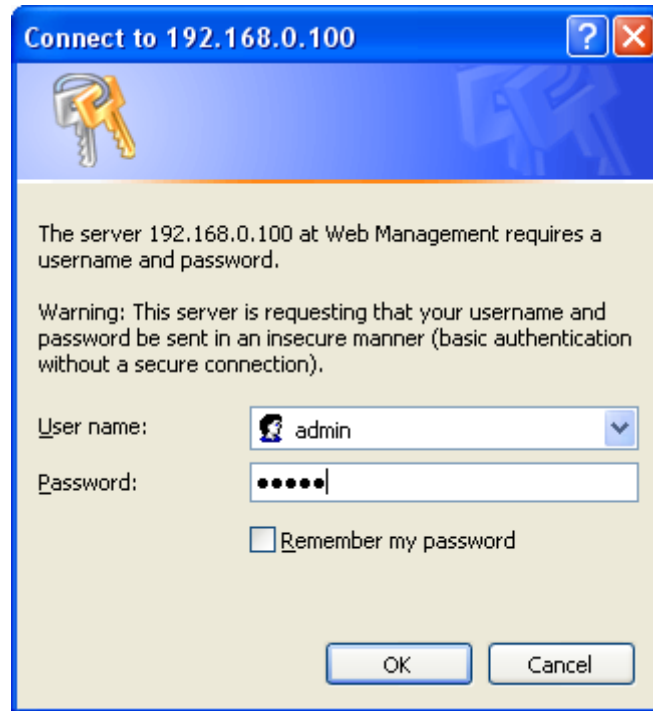 Connect to 192.168.0.100
The server 192.168.0.100 at Web Management requires a
username and password.
Warning: This server is requesting that your username and
password be sent in an insecure manner (basic authentication
without a secure connection).
User name: admin
Password: •••••
Remember my password
OK Cancel